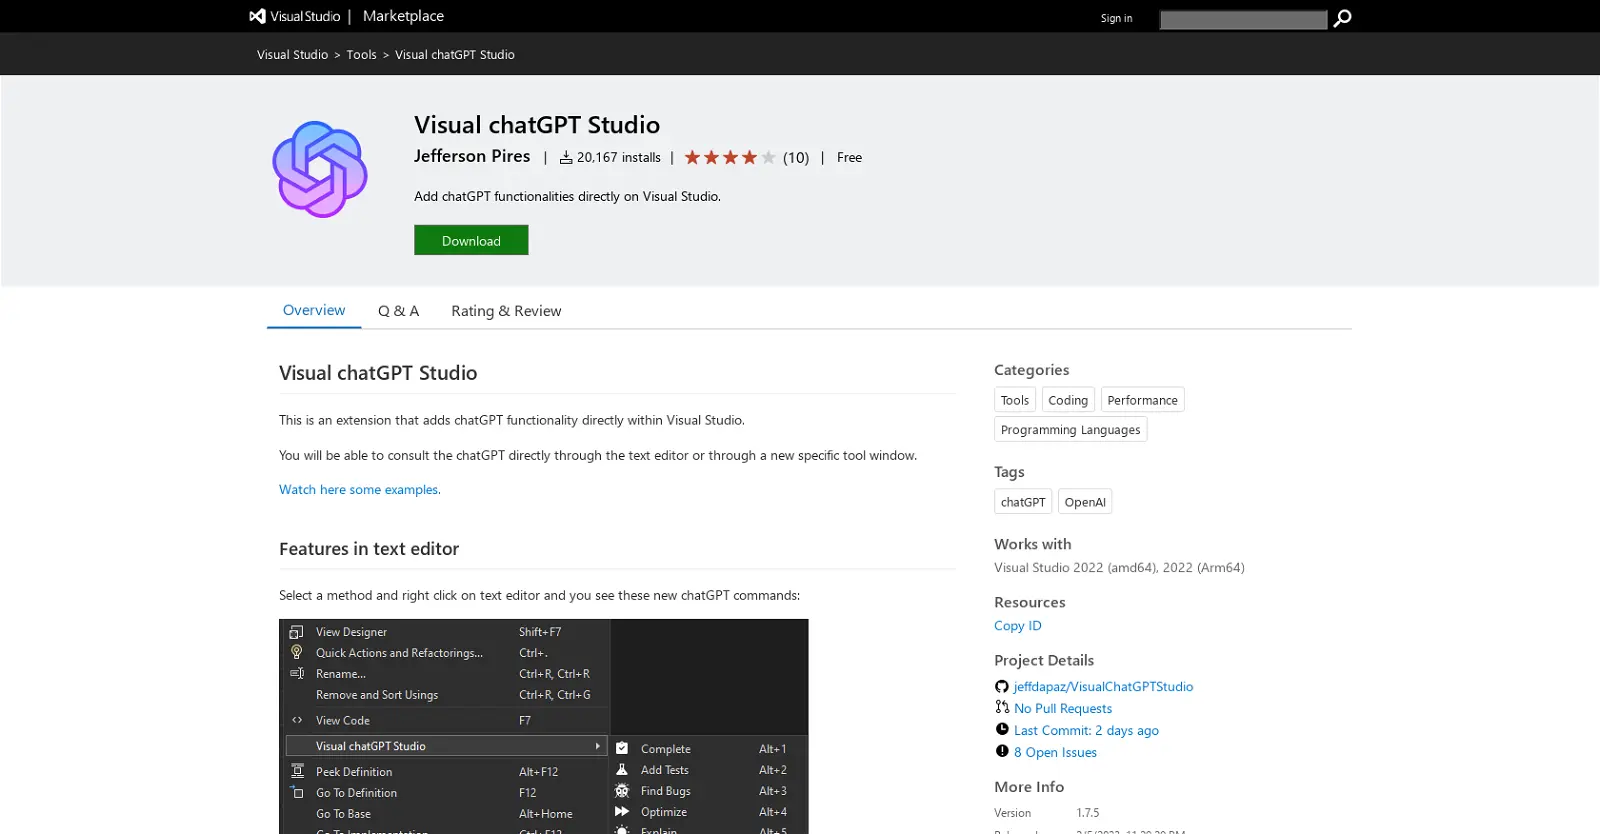 Visual Studio | Marketplace
Sign in
Visual Studio > Tools > Visual chatGPT Studio
Visual chatGPT Studio
Jefferson Pires | 20,167 installs | (10) | Free
Add chatGPT functionalities directly on Visual Studio.
Download
Overview Q & A Rating & Review
Visual chatGPT Studio
This is an extension that adds chatGPT functionality directly within Visual Studio.
You will be able to consult the chatGPT directly through the text editor or through a new specific tool window.
Watch here some examples.
Features in text editor
Select a method and right click on text editor and you see these new chatGPT commands:
View Designer Shift+F7
Quick Actions and Refactorings... Ctrl+.
Rename... Ctrl+R, Ctrl+R
Remove and Sort Usings Ctrl+R, Ctrl+G
View Code F7
Visual chatGPT Studio
Peek Definition Alt+F12
Go To Definition F12
Go To Base Alt+Home
Go To Implementation Ctrl+F12
Complete Alt+1
Add Tests Alt+2
Find Bugs Alt+3
Optimize Alt+4
Explain Alt+5
Categories
Tools Coding Performance
Programming Languages
Tags
chatGPT OpenAI
Works with
Visual Studio 2022 (amd64), 2022 (Arm64)
Resources
Copy ID
Project Details
jeffdapaz/VisualChatGPTStudio
No Pull Requests
Last Commit: 2 days ago
8 Open Issues
More Info
Version 1.7.5